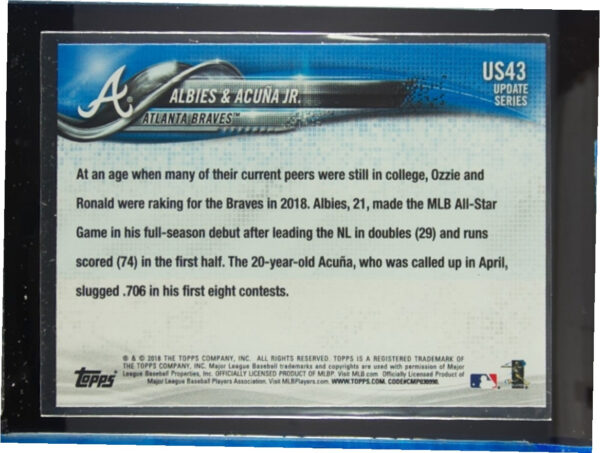 US43
UPDATE
SERIES
A
ALBIES & ACUÑA JR.
ATLANTA BRAVES™
At an age when many of their current peers were still in college, Ozzie and
Ronald were raking for the Braves in 2018. Albies, 21, made the MLB All-Star
Game in his full-season debut after leading the NL in doubles (29) and runs
scored (74) in the first half. The 20-year-old Acuña, who was called up in April,
slugged .706 in his first eight contests.
® & © 2018 THE TOPPS COMPANY, INC. ALL RIGHTS RESERVED. TOPPS IS A REGISTERED TRADEMARK OF
THE TOPPS COMPANY, INC. Major League Baseball trademarks and copyrights are used with permission of Major
League Baseball Properties, Inc. OFFICIALLY LICENSED PRODUCT OF MLBP. Visit MLB.com Officially Licensed Product of
Major League Baseball Players Association. Visit MLBPlayers.com. WWW.TOPPS.COM. CODE#CMP030090.
Topps